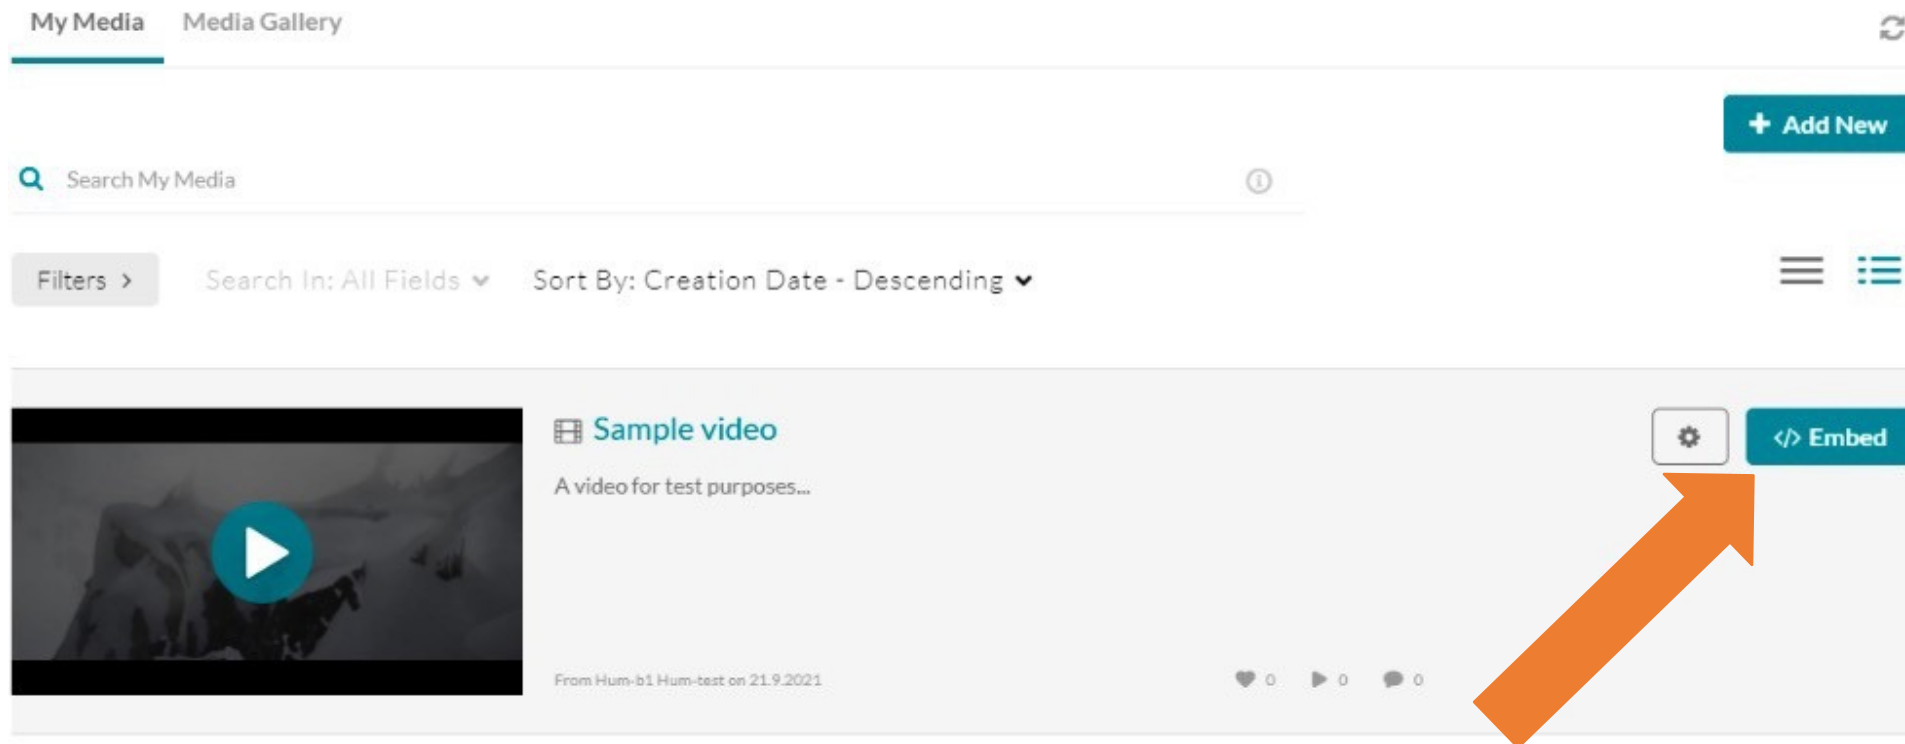 My Media Media Gallery
+ Add New
Search My Media
Filters > Search In: All Fields Sort By: Creation Date - Descending
Sample video
</> Embed
A video for test purposes...
From Hum-b1 Hum-test on 21.9.2021
0 0 0